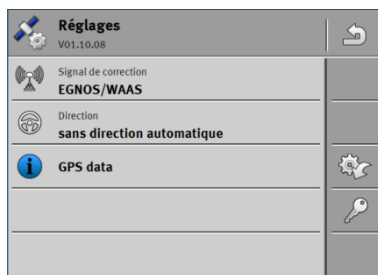 Réglages
V01.10.08
Signal de correction
EGNOS/WAAS
Direction
sans direction automatique
GPS data